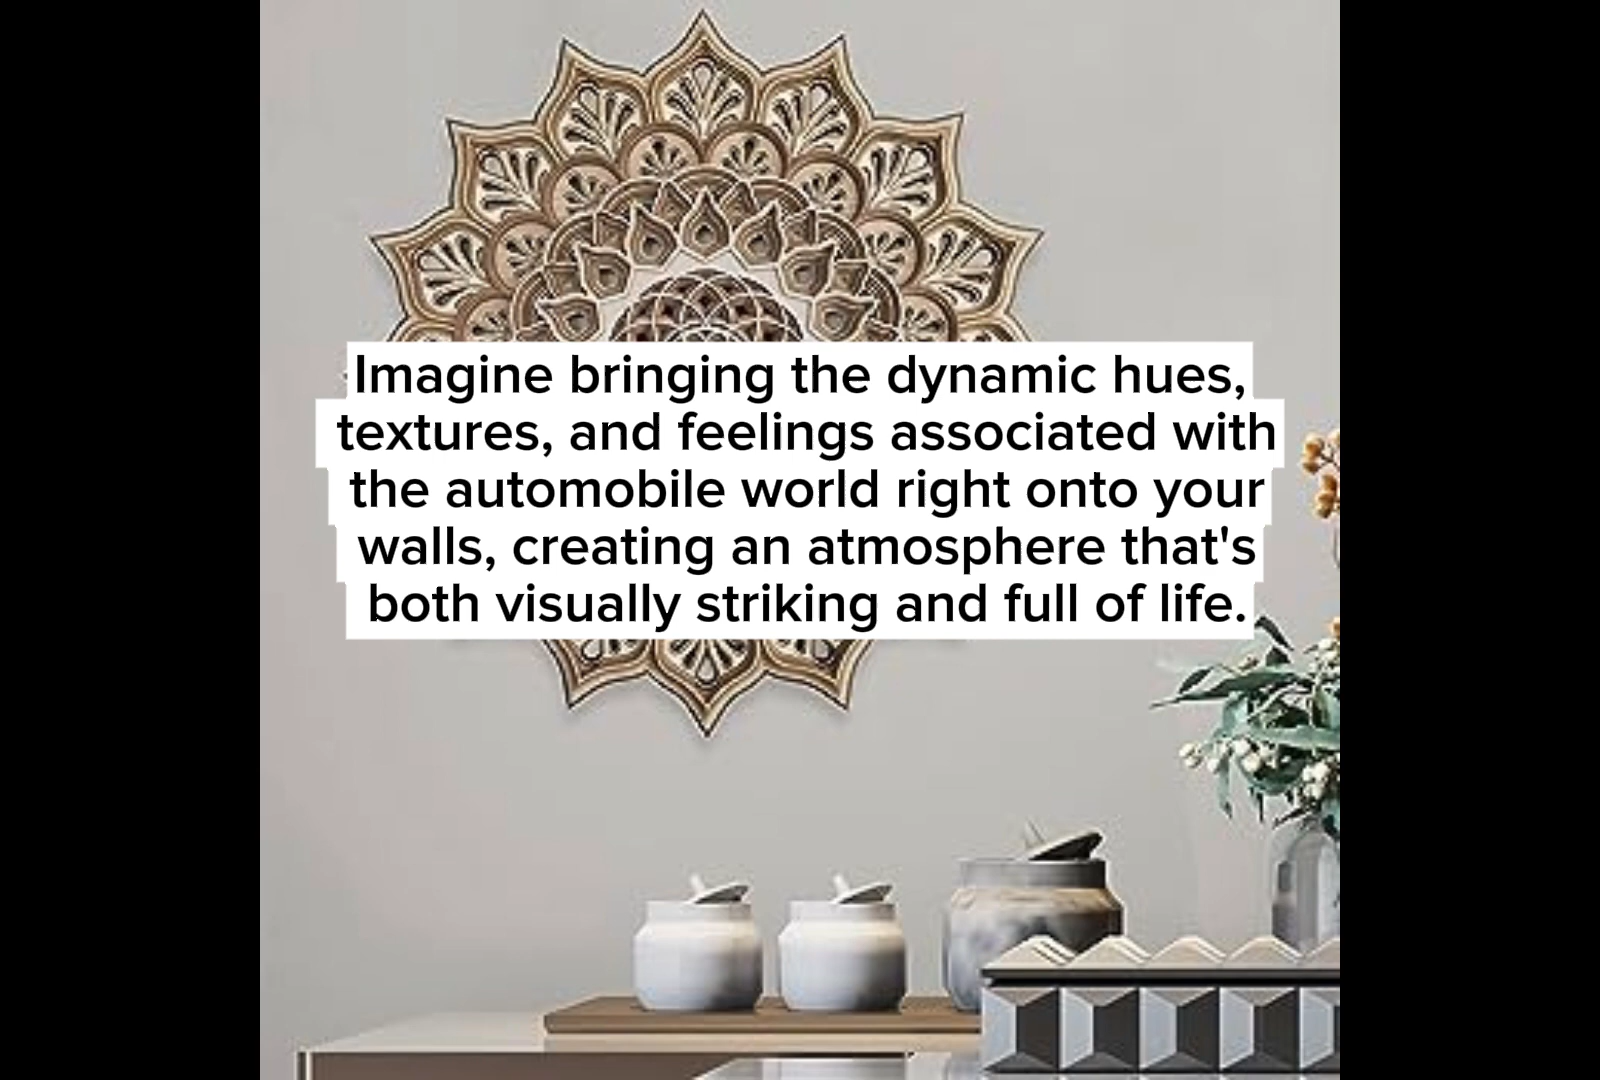 Imagine bringing the dynamic hues,
textures, and feelings associated with
the automobile world right onto your
walls, creating an atmosphere that's
both visually striking and full of life.